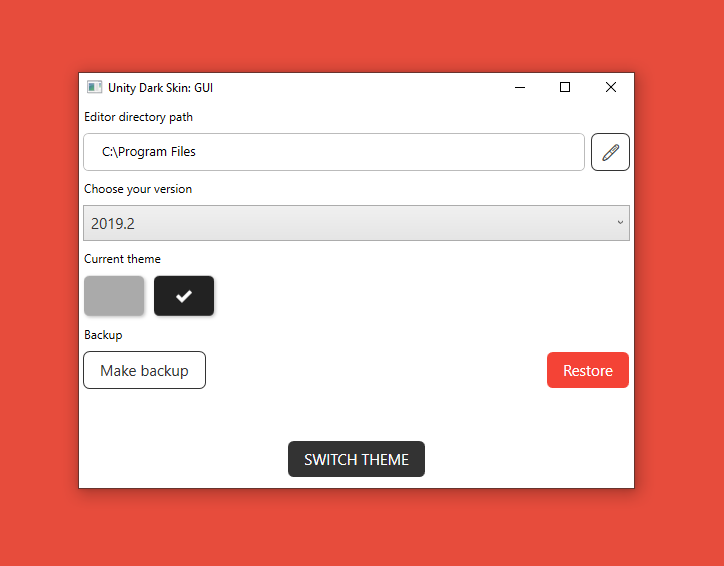 Unity Dark Skin: GUI
Editor directory path
C:\Program Files
Choose your version
2019.2
Current theme
Backup
Make backup
Restore
SWITCH THEME